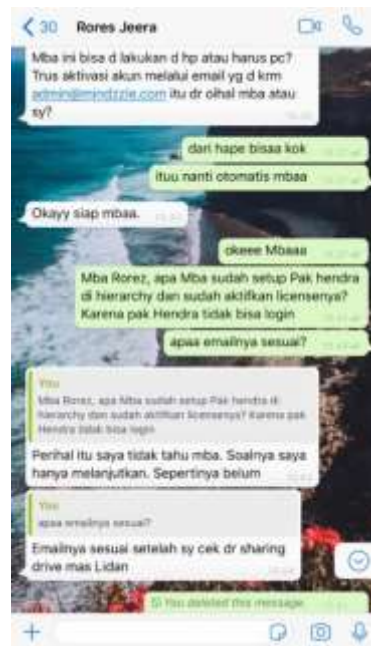 30
Rores Jeera
Mba ini bisa d lakukan d hp atau harus pc?
Trus aktivasi akun melalui email yg d krm
admin@mindzzle.com itu dr olhal mba atau
sy?
dari hape bisaa kok
ituu nanti otomatis mbaa
Okayy siap mbaa.
okeee Mbaaa
Mba Rorez, apa Mba sudah setup Pak hendra
di hierarchy dan sudah aktifkan licensenya?
Karena pak Hendra tidak bisa login
apaa emailnya sesuai?
You
Mba Rorez, apa Mba sudah setup Pak hendra di
hierarchy dan sudah aktifkan licensenya? Karena pak
Hendra tidak bisa login
Perihal itu saya tidak tahu mba. Soalnya saya
hanya melanjutkan. Sepertinya belum
You
apaa emailnya sesuai?
Emailnya sesuai setelah sy cek dr sharing
drive mas Lidan
You deleted this message.